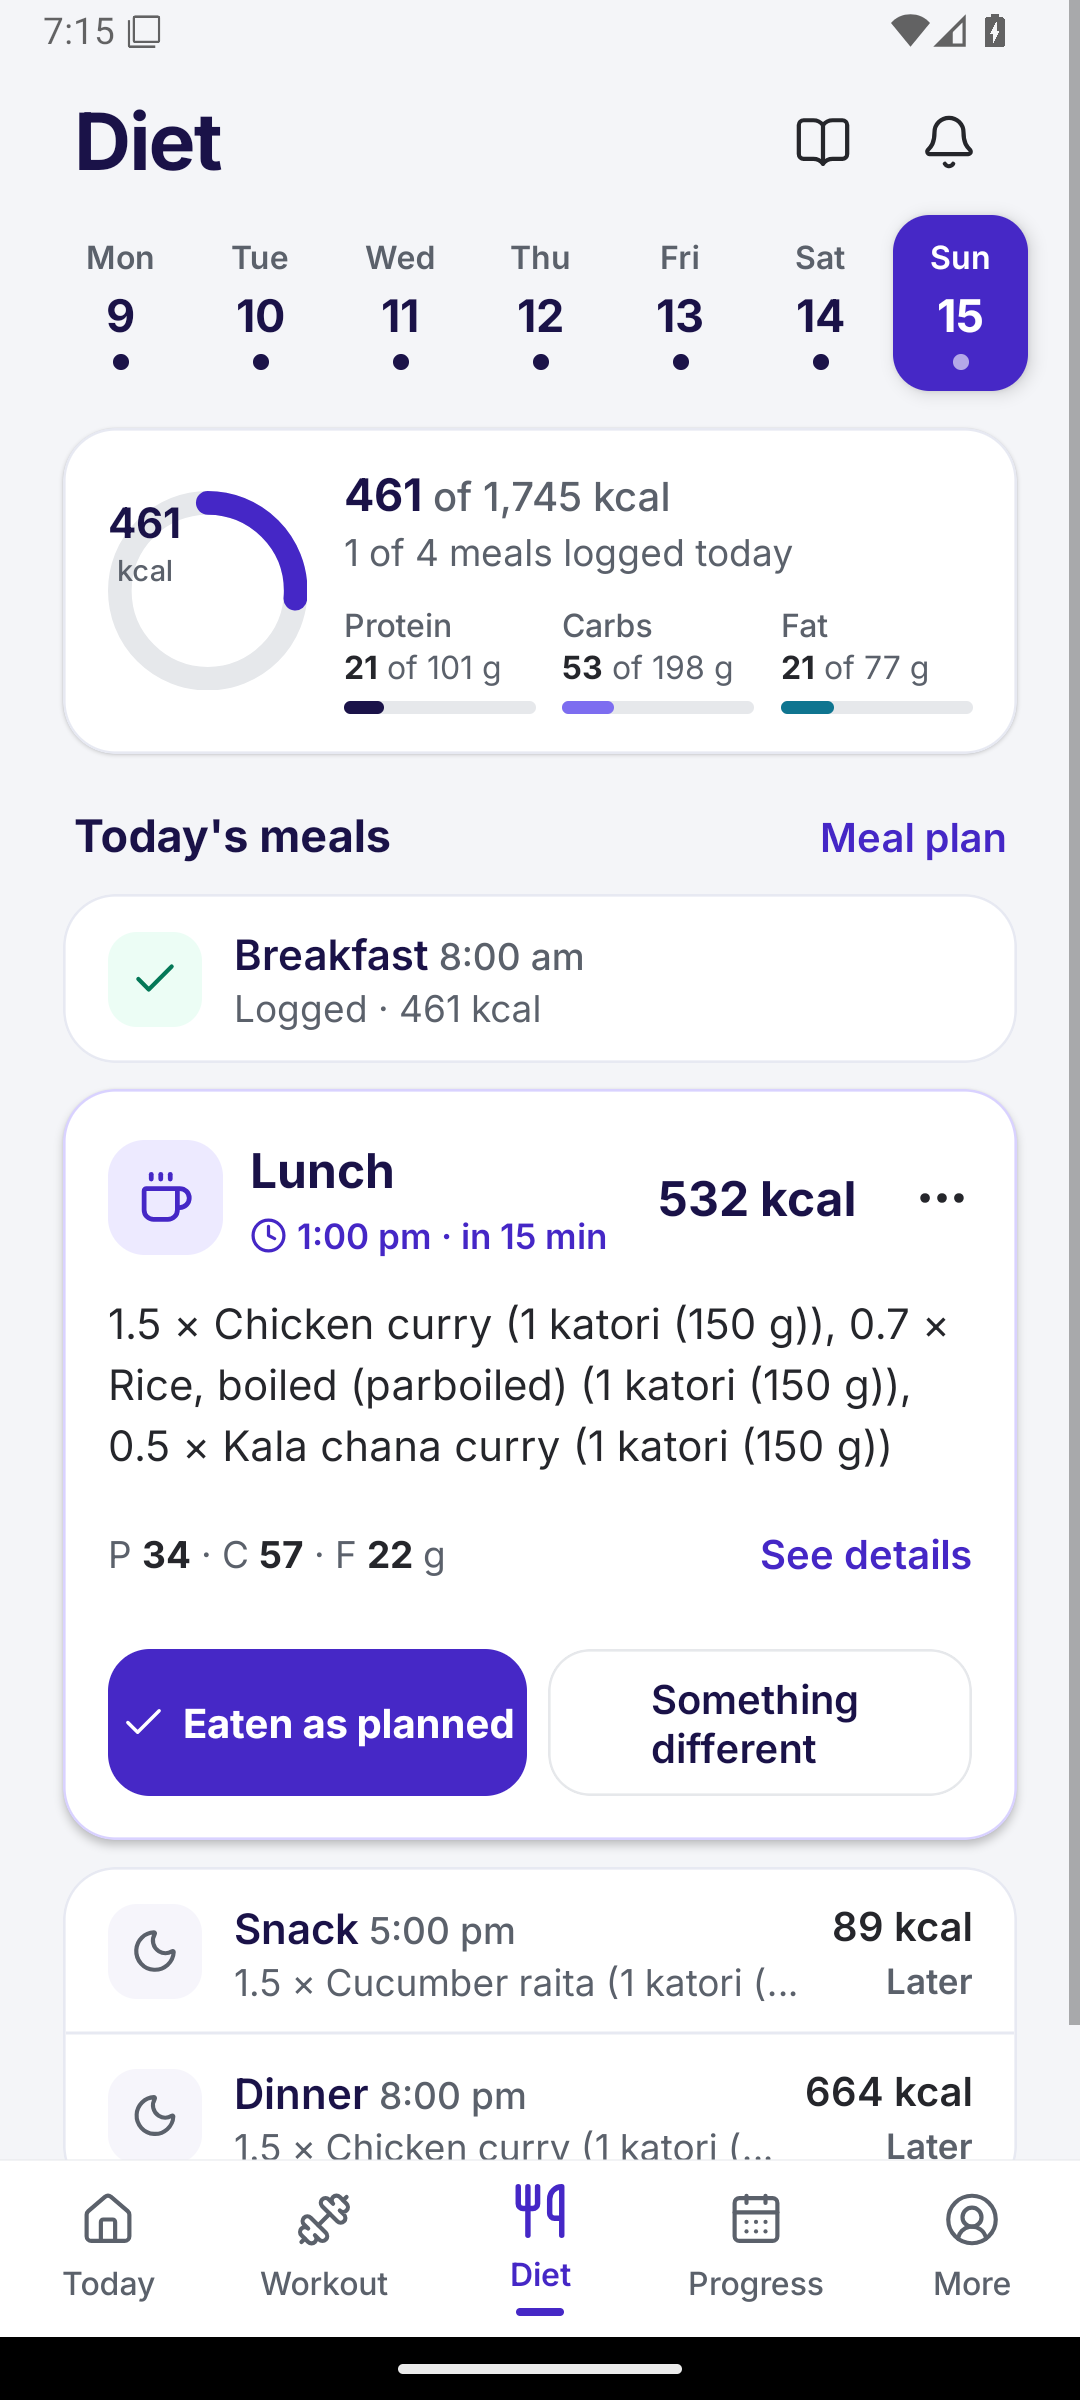 7:15
Diet
Mon Tue Wed Thu Fri Sat Sun
9 10 11 12 13 14 15
461 kcal
461 of 1,745 kcal
1 of 4 meals logged today
Protein Carbs Fat
21 of 101 g 53 of 198 g 21 of 77 g
Today's meals Meal plan
Breakfast 8:00 am
Logged · 461 kcal
Lunch
532 kcal
1:00 pm · in 15 min
1.5 × Chicken curry (1 katori (150 g)), 0.7 ×
Rice, boiled (parboiled) (1 katori (150 g)),
0.5 × Kala chana curry (1 katori (150 g))
P 34 · C 57 · F 22 g See details
Eaten as planned
Something
different
Snack 5:00 pm 89 kcal
1.5 × Cucumber raita (1 katori (... Later
Dinner 8:00 pm 664 kcal
1.5 × Chicken curry (1 katori (... Later
Today Workout Diet Progress More